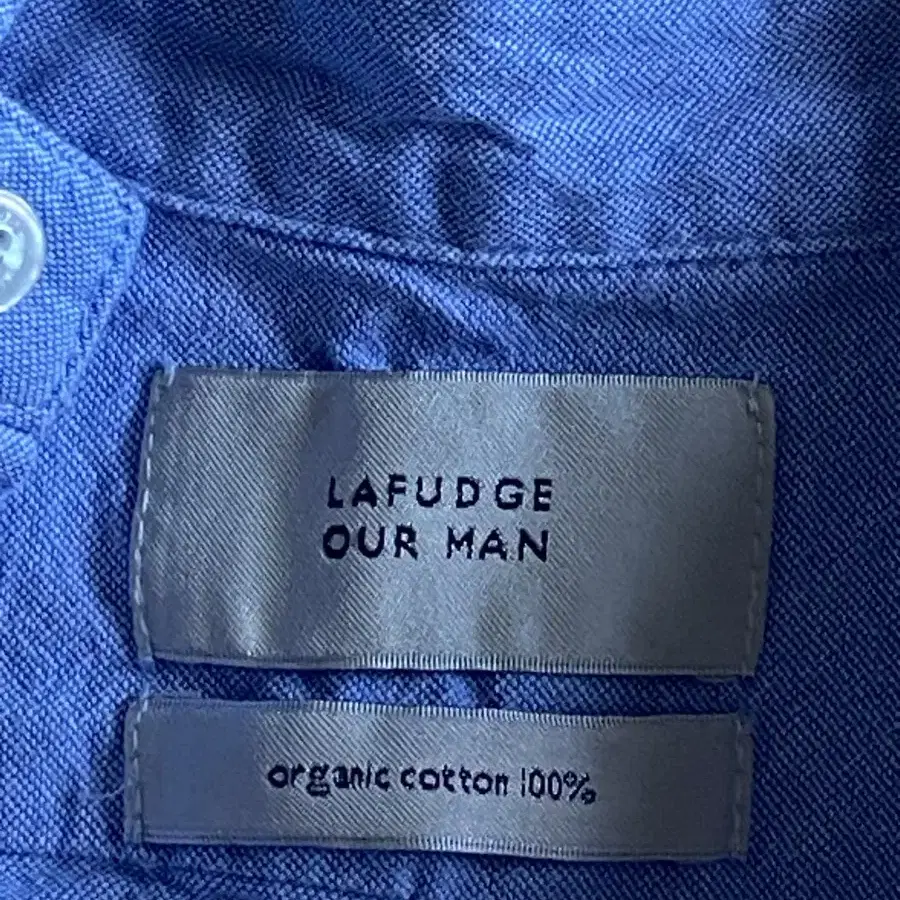 LAFUDGE
OUR MAN
organic cotton 100%